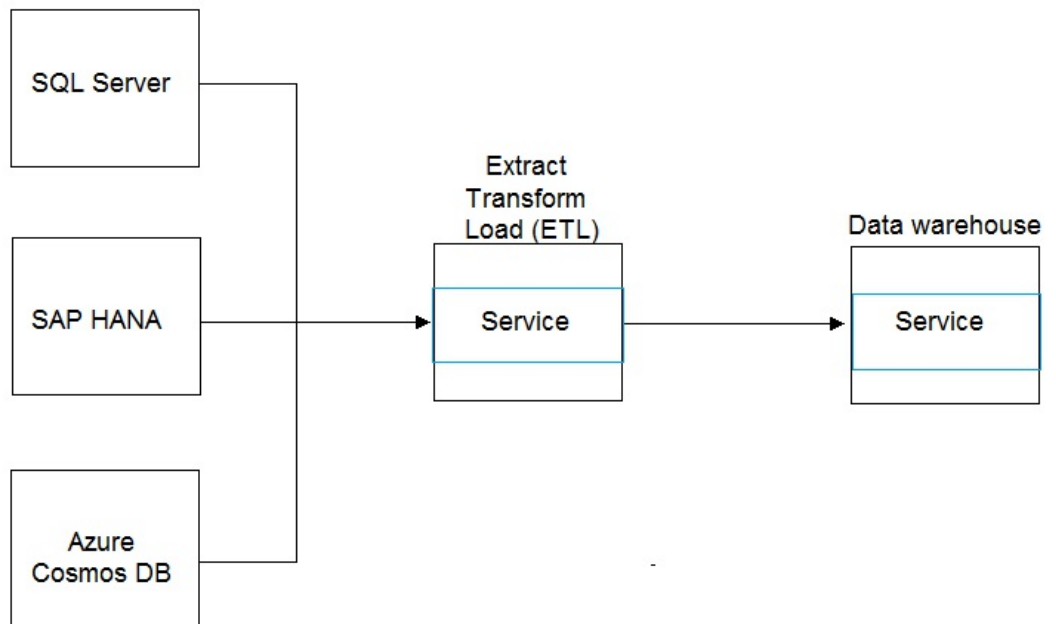 SQL Server
SAP HANA
Azure
Cosmos DB
Extract
Transform
Load (ETL)
Service
Data warehouse
Service